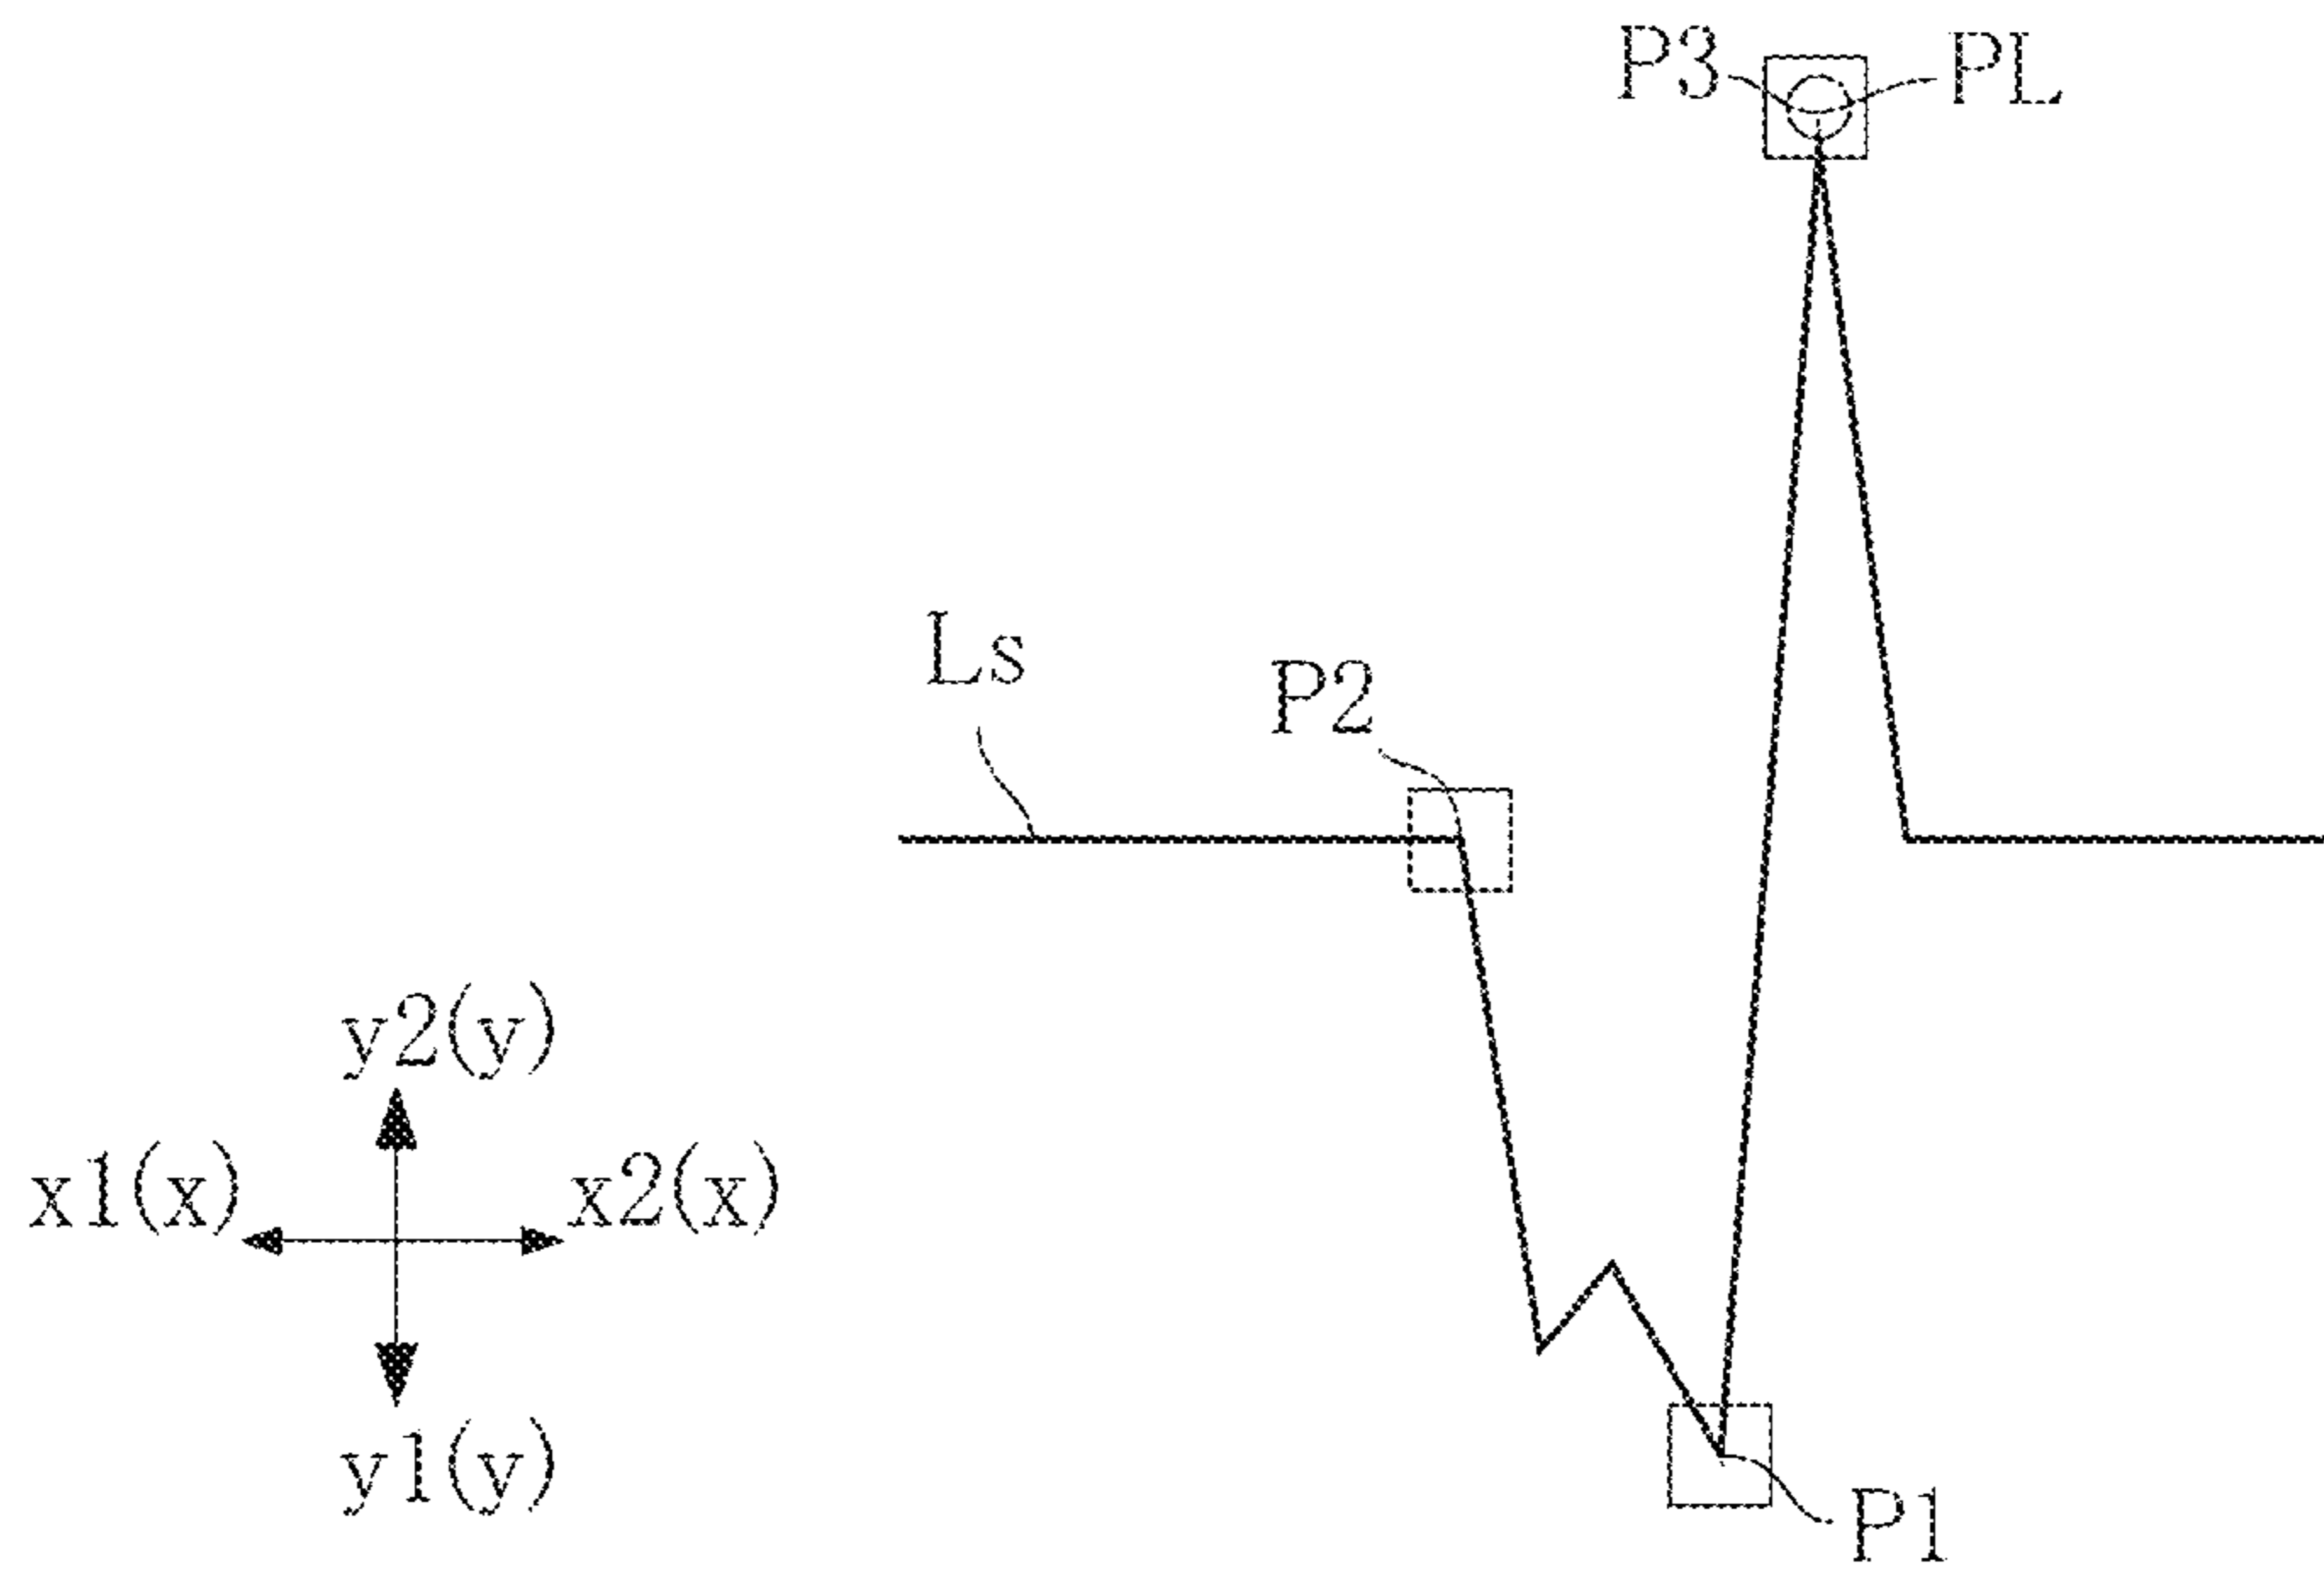 P3 PL
Ls
P2
y2(y)
x1(x) x2(x)
y1(y)
P1